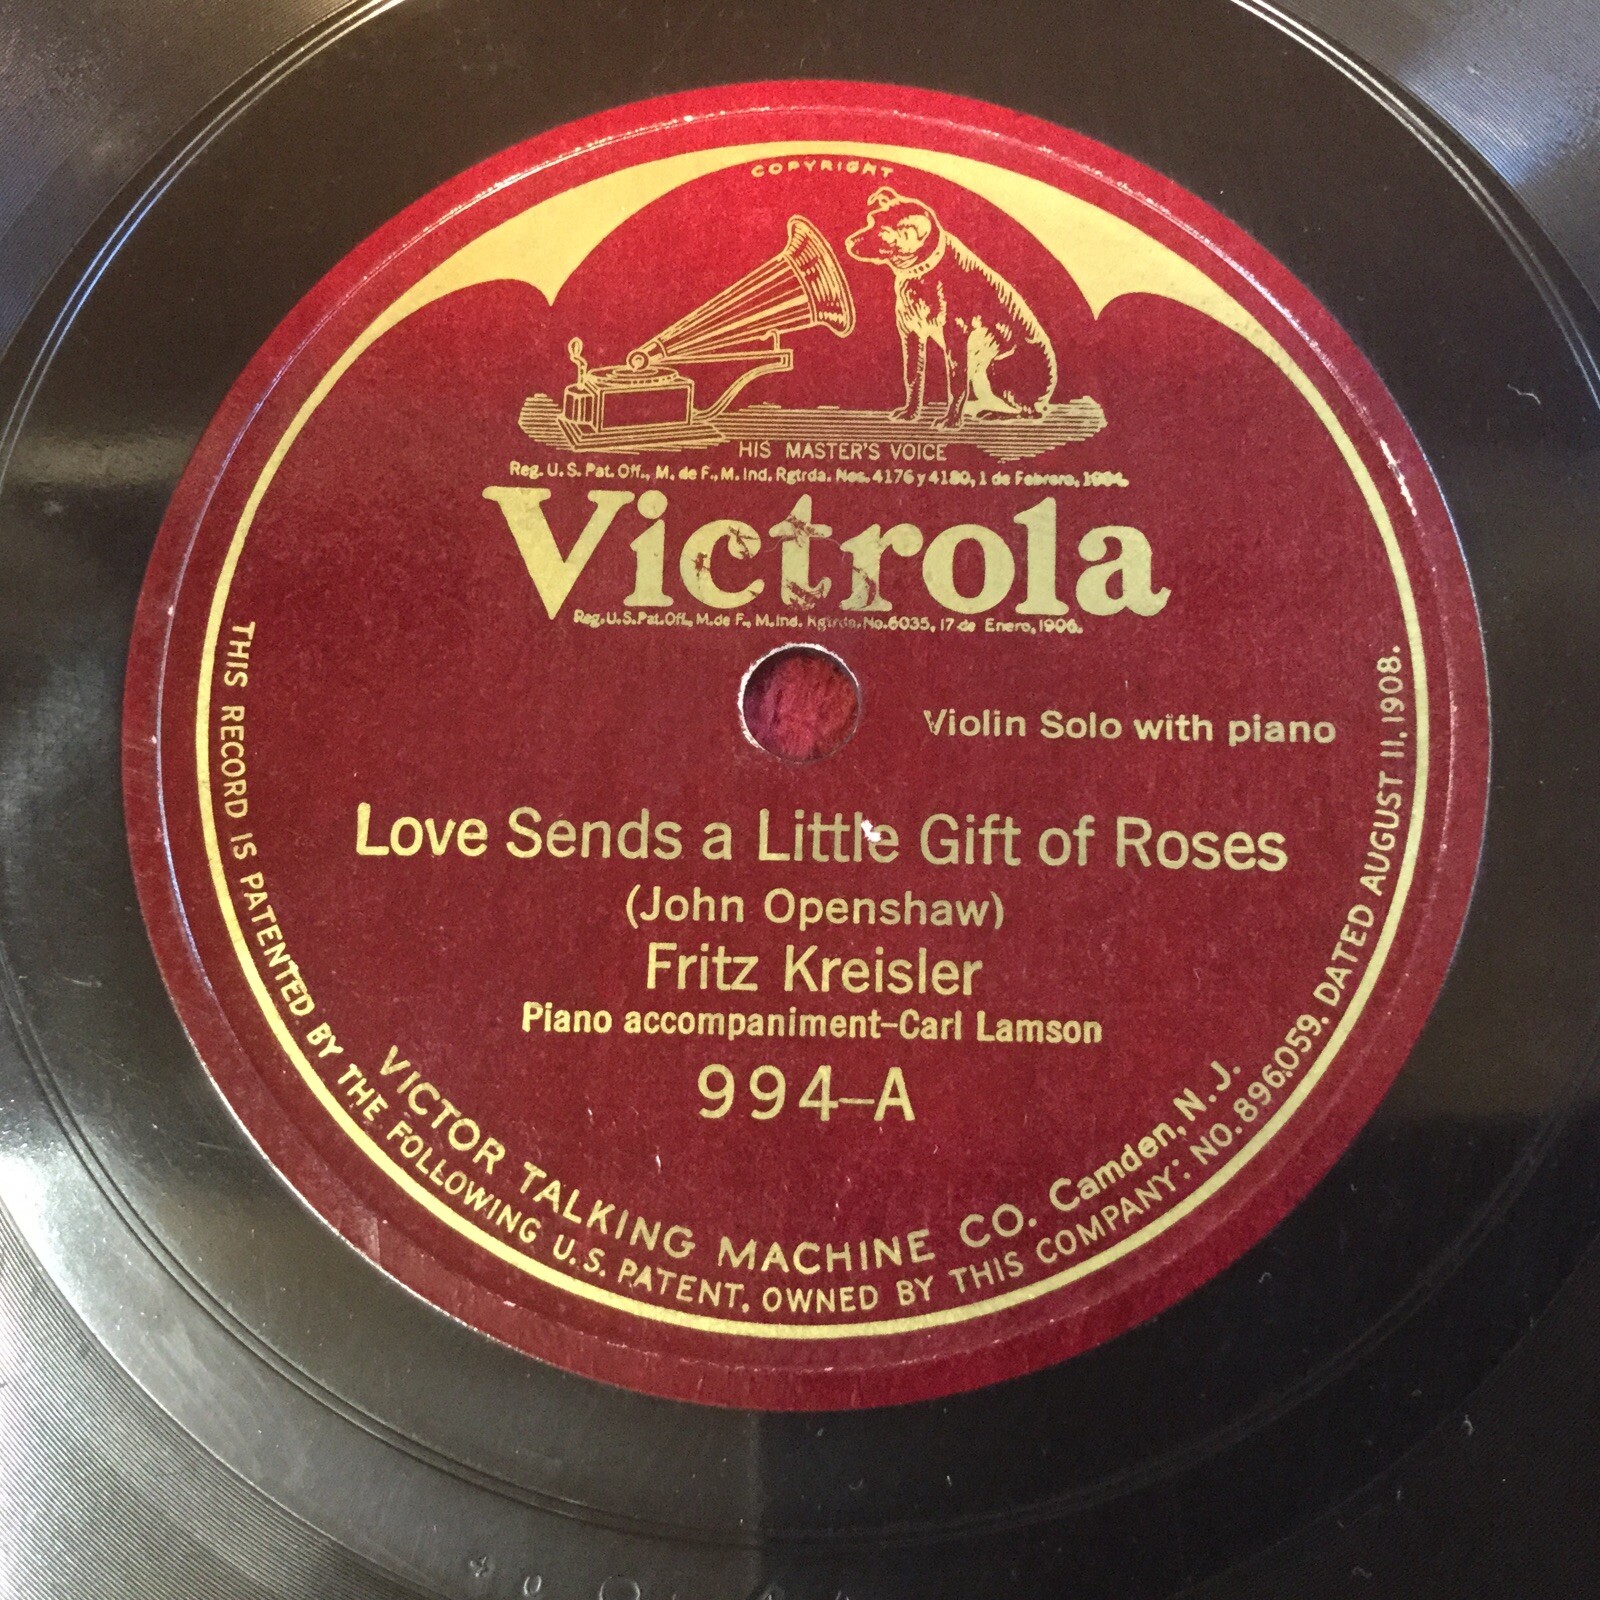 COPYRIGHT
HIS MASTER'S VOICE
Reg. U. S. Pat. Off., M. de F., M. Ind. Rgtrda. Nos. 4176 y 4180, 1 de Febrero, 1904.
Victrola
Reg. U.S. Pat. Off., M. de F., M. Ind. Rgtrda. No. 6035, 17 de Enero, 1906.
Violin Solo with piano
Love Sends a Little Gift of Roses
(John Openshaw)
Fritz Kreisler
Piano accompaniment–Carl Lamson
994–A
VICTOR TALKING MACHINE CO. Camden, N. J.
THIS RECORD IS PATENTED BY THE FOLLOWING U.S. PATENT. OWNED BY THIS COMPANY: NO. 896.059. DATED AUGUST 11, 1908.